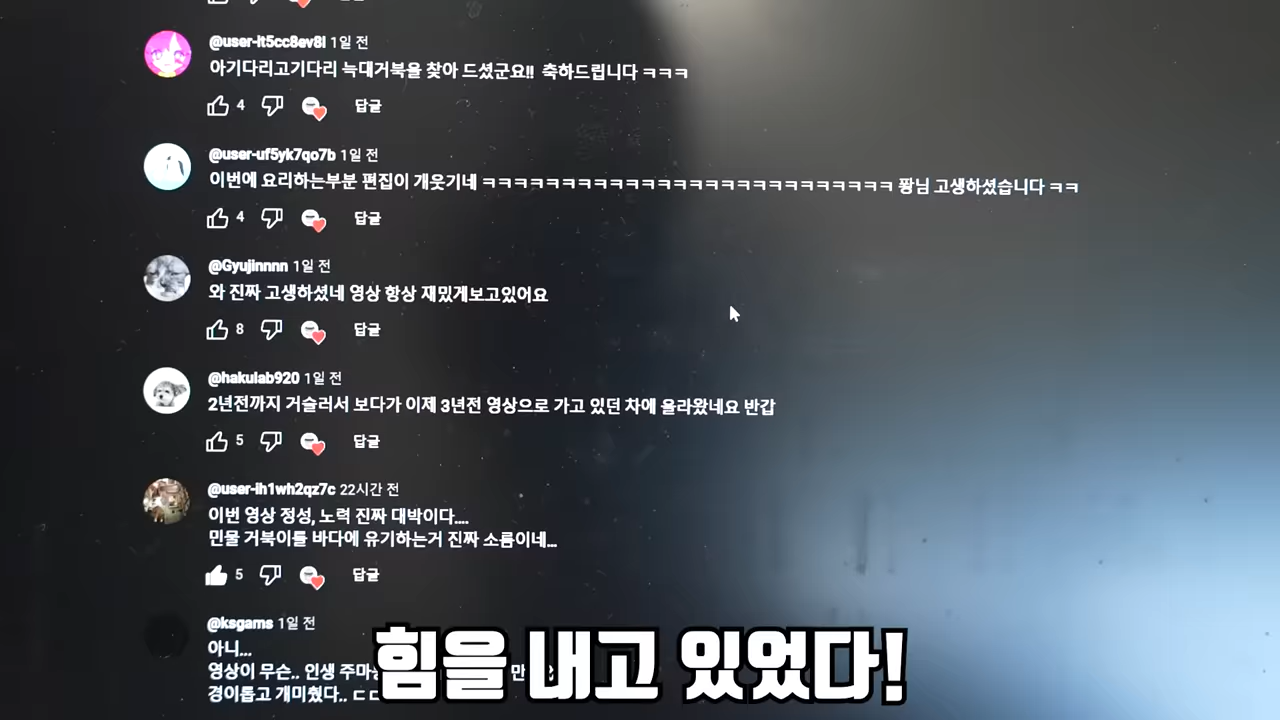 답글
@user-it5cc8ev8l 1일 전
아기다리고기다리 늑대거북을 찾아 드셨군요!! 축하드립니다 ㅋㅋㅋ
4 답글
@user-uf5yk7qo7b 1일 전
이번에 요리하는부분 편집이 개웃기네 ㅋㅋㅋㅋㅋㅋㅋㅋㅋㅋㅋㅋㅋㅋㅋㅋㅋㅋㅋㅋㅋㅋㅋㅋㅋㅋ 퐝님 고생하셨습니다 ㅋㅋ
4 답글
@Gyujinnnn 1일 전
와 진짜 고생하셨네 영상 항상 재밌게보고있어요
8 답글
@hakulab920 1일 전
2년전까지 거슬러서 보다가 이제 3년전 영상으로 가고 있던 차에 올라왔네요 반갑
5 답글
@user-ih1wh2qz7c 22시간 전
이번 영상 정성, 노력 진짜 대박이다....
민물 거북이를 바다에 유기하는거 진짜 소름이네...
5 답글
@ksgams 1일 전
아니...
영상이 무슨.. 인생
경이롭고 개미쳤다..
힘을 내고 있었다!